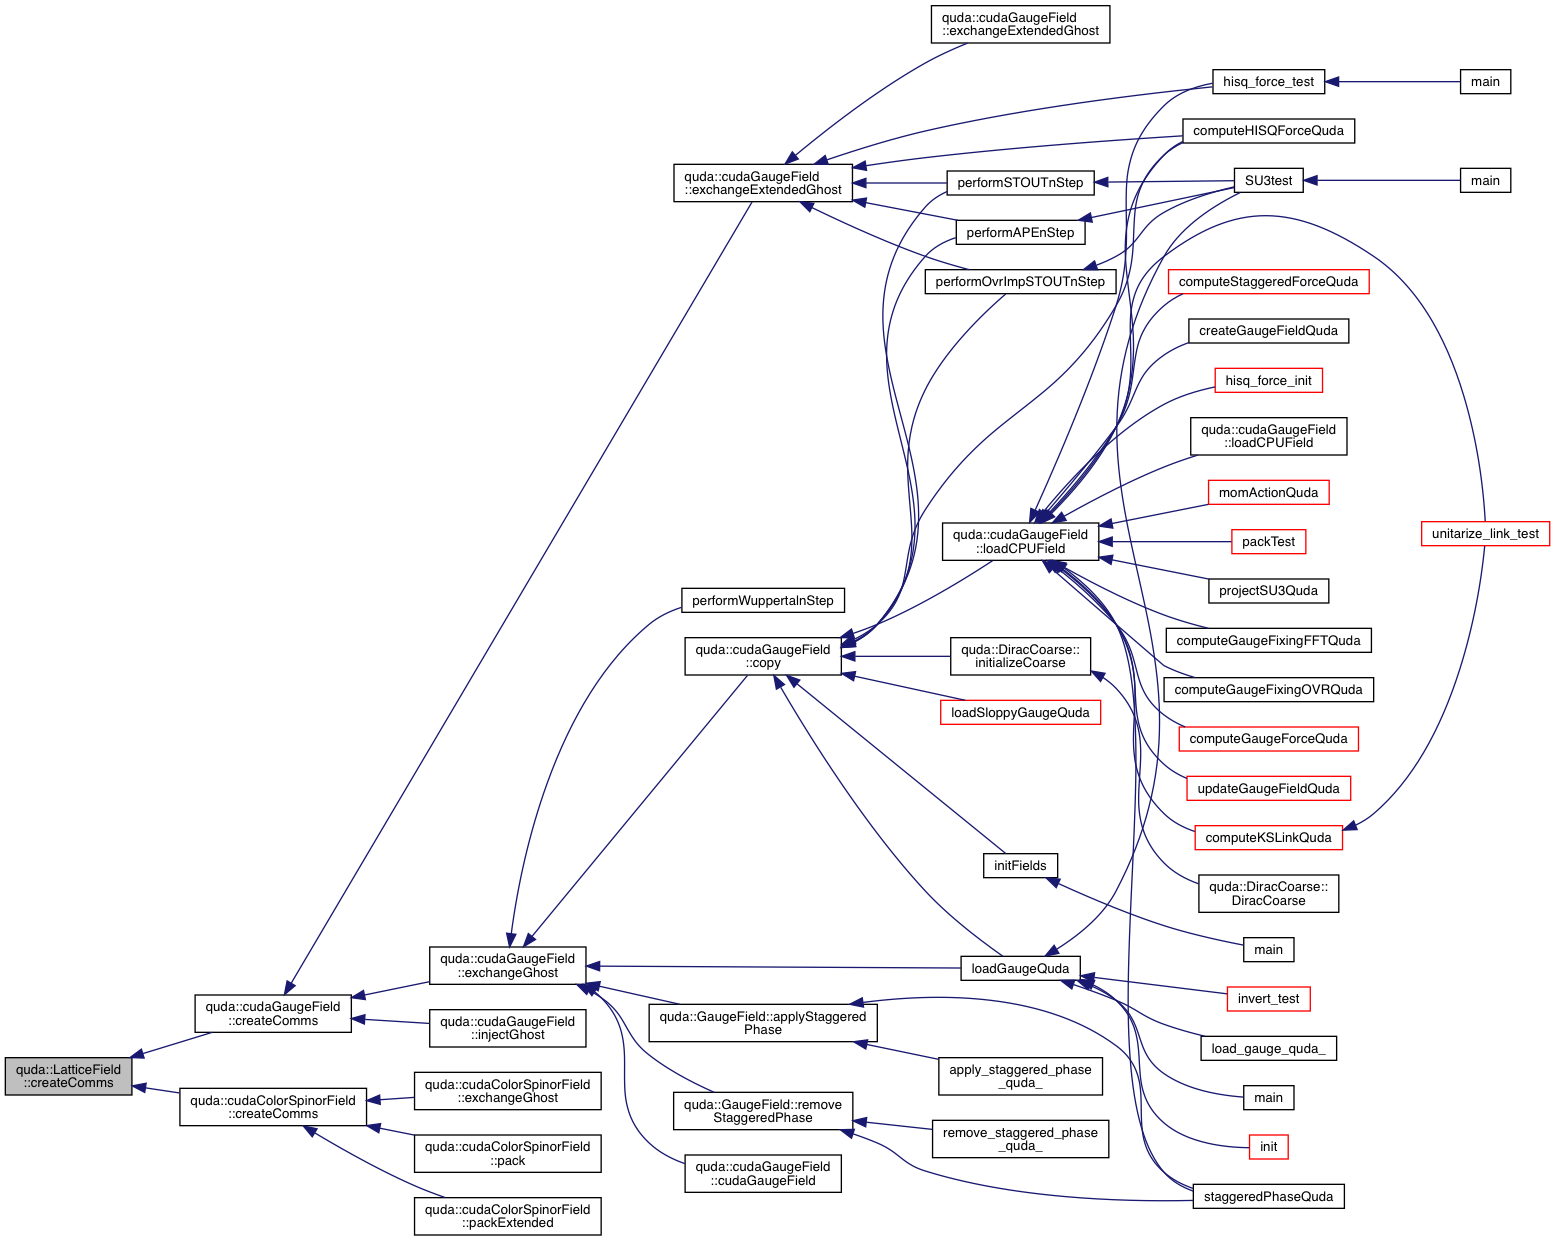 quda::cudaGaugeField
::exchangeExtendedGhost
hisq_force_test
main
computeHISQForceQuda
quda::cudaGaugeField
::exchangeExtendedGhost
performSTOUTnStep
SU3test
main
performAPEnStep
performOvrImpSTOUTnStep
computeStaggeredForceQuda
createGaugeFieldQuda
hisq_force_init
quda::cudaGaugeField
::loadCPUField
momActionQuda
quda::cudaGaugeField
::loadCPUField
packTest
unitarize_link_test
projectSU3Quda
performWuppertalnStep
computeGaugeFixingFFTQuda
quda::cudaGaugeField
::copy
quda::DiracCoarse::
initializeCoarse
computeGaugeFixingOVRQuda
loadSloppyGaugeQuda
computeGaugeForceQuda
updateGaugeFieldQuda
computeKSLinkQuda
initFields
quda::DiracCoarse::
DiracCoarse
main
quda::cudaGaugeField
::exchangeGhost
loadGaugeQuda
invert_test
quda::cudaGaugeField
::createComms
quda::cudaGaugeField
::injectGhost
quda::GaugeField::applyStaggered
Phase
load_gauge_quda_
quda::LatticeField
::createComms
apply_staggered_phase
_quda_
main
quda::cudaColorSpinorField
::createComms
quda::cudaColorSpinorField
::exchangeGhost
quda::GaugeField::remove
StaggeredPhase
remove_staggered_phase
_quda_
init
quda::cudaColorSpinorField
::pack
quda::cudaGaugeField
::cudaGaugeField
staggeredPhaseQuda
quda::cudaColorSpinorField
::packExtended